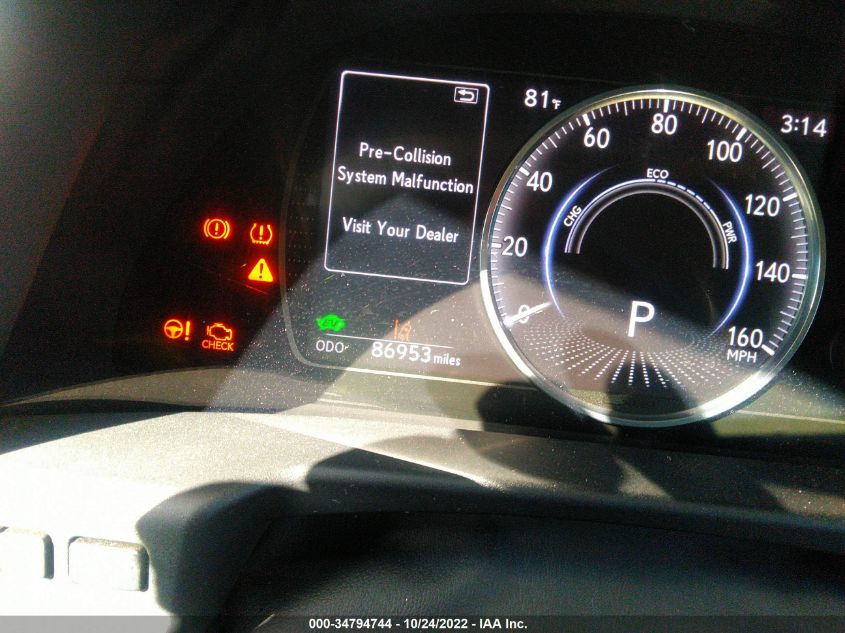 81°F
3:14
Pre-Collision
System Malfunction
Visit Your Dealer
0
20
40
60
80
100
120
140
160
MPH
CHG
ECO
PWR
P
CHECK
EV
ODO
86953 miles
000-34794744 - 10/24/2022 - IAA Inc.